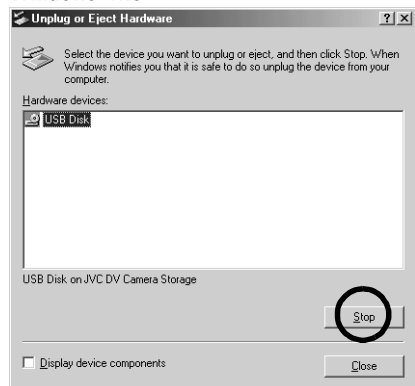 Unplug or Eject Hardware
Select the device you want to unplug or eject, and then click Stop. When
Windows notifies you that it is safe to do so unplug the device from your
computer.
Hardware devices:
USB Disk
USB Disk on JVC DV Camera Storage
Stop
Display device components
Close